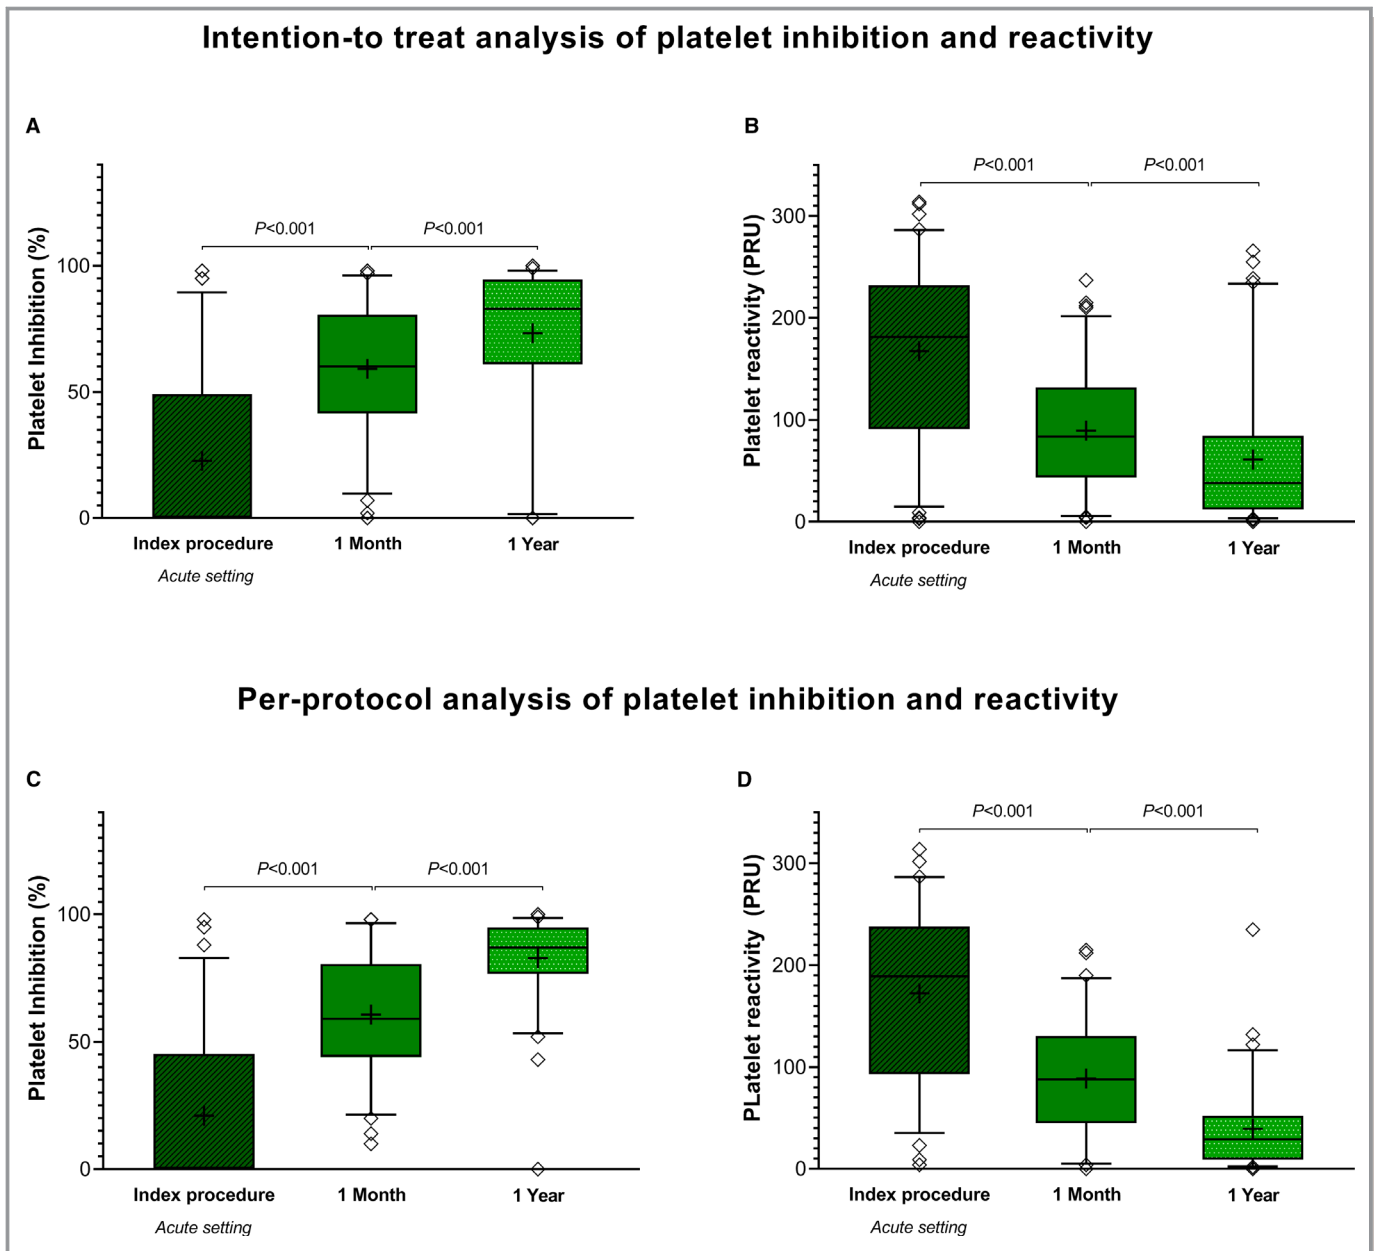 Intention-to treat analysis of platelet inhibition and reactivity
A
Platelet Inhibition (%)
100
50
0
P<0.001
P<0.001
Index procedure
1 Month
1 Year
Acute setting
B
Platelet reactivity (PRU)
300
200
100
0
P<0.001
P<0.001
Index procedure
1 Month
1 Year
Acute setting
Per-protocol analysis of platelet inhibition and reactivity
C
Platelet Inhibition (%)
100
50
0
P<0.001
P<0.001
Index procedure
1 Month
1 Year
Acute setting
D
PLatelet reactivity (PRU)
300
200
100
0
P<0.001
P<0.001
Index procedure
1 Month
1 Year
Acute setting